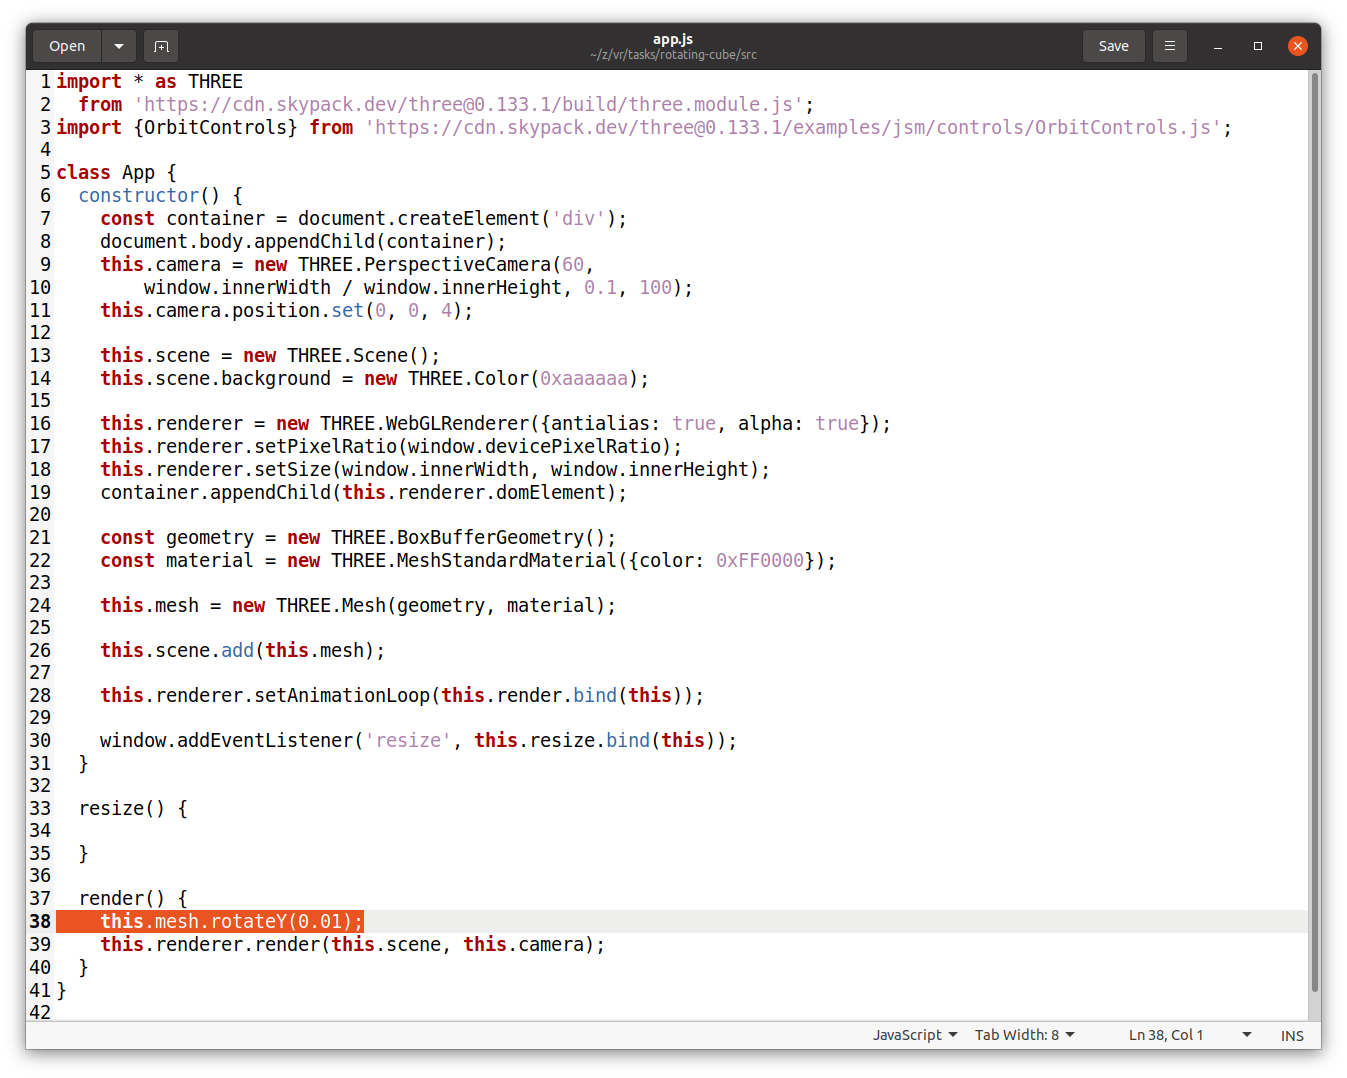 Open
app.js
~/z/vr/tasks/rotating-cube/src
Save
1 import * as THREE
2   from 'https://cdn.skypack.dev/three@0.133.1/build/three.module.js';
3 import {OrbitControls} from 'https://cdn.skypack.dev/three@0.133.1/examples/jsm/controls/OrbitControls.js';
4
5 class App {
6   constructor() {
7     const container = document.createElement('div');
8     document.body.appendChild(container);
9     this.camera = new THREE.PerspectiveCamera(60,
10         window.innerWidth / window.innerHeight, 0.1, 100);
11     this.camera.position.set(0, 0, 4);
12
13     this.scene = new THREE.Scene();
14     this.scene.background = new THREE.Color(0xaaaaaa);
15
16     this.renderer = new THREE.WebGLRenderer({antialias: true, alpha: true});
17     this.renderer.setPixelRatio(window.devicePixelRatio);
18     this.renderer.setSize(window.innerWidth, window.innerHeight);
19     container.appendChild(this.renderer.domElement);
20
21     const geometry = new THREE.BoxBufferGeometry();
22     const material = new THREE.MeshStandardMaterial({color: 0xFF0000});
23
24     this.mesh = new THREE.Mesh(geometry, material);
25
26     this.scene.add(this.mesh);
27
28     this.renderer.setAnimationLoop(this.render.bind(this));
29
30     window.addEventListener('resize', this.resize.bind(this));
31   }
32
33   resize() {
34
35   }
36
37   render() {
38     this.mesh.rotateY(0.01);
39     this.renderer.render(this.scene, this.camera);
40   }
41 }
42
JavaScript
Tab Width: 8
Ln 38, Col 1
INS